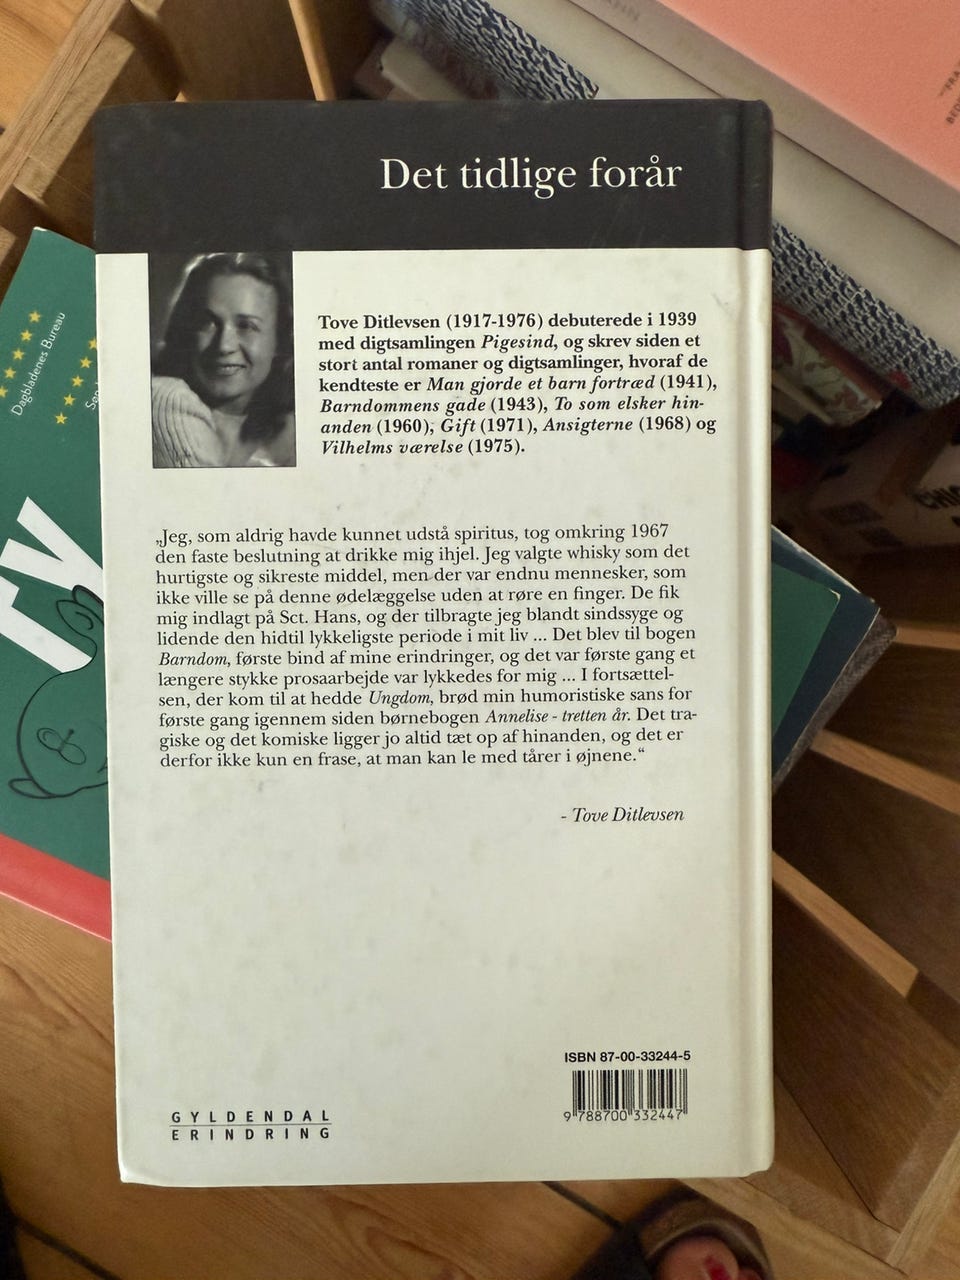 Det tidlige forår
Tove Ditlevsen (1917-1976) debuterede i 1939
med digtsamlingen Pigesind, og skrev siden et
stort antal romaner og digtsamlinger, hvoraf de
kendteste er Man gjorde et barn fortræd (1941),
Barndommens gade (1943), To som elsker hin-
anden (1960), Gift (1971), Ansigterne (1968) og
Vilhelms værelse (1975).
„Jeg, som aldrig havde kunnet udstå spiritus, tog omkring 1967
den faste beslutning at drikke mig ihjel. Jeg valgte whisky som det
hurtigste og sikreste middel, men der var endnu mennesker, som
ikke ville se på denne ødelæggelse uden at røre en finger. De fik
mig indlagt på Sct. Hans, og der tilbragte jeg blandt sindssyge og
lidende den hidtil lykkeligste periode i mit liv ... Det blev til bogen
Barndom, første bind af mine erindringer, og det var første gang et
længere stykke prosaarbejde var lykkedes for mig ... I fortsættel-
sen, der kom til at hedde Ungdom, brød min humoristiske sans for
første gang igennem siden børnebogen Annelise - tretten år. Det tra-
giske og det komiske ligger jo altid tæt op af hinanden, og det er
derfor ikke kun en frase, at man kan le med tårer i øjnene.“
- Tove Ditlevsen
ISBN 87-00-33244-5
9 788700 332447
GYLDENDAL
ERINDRING
Dagbladenes Bureau